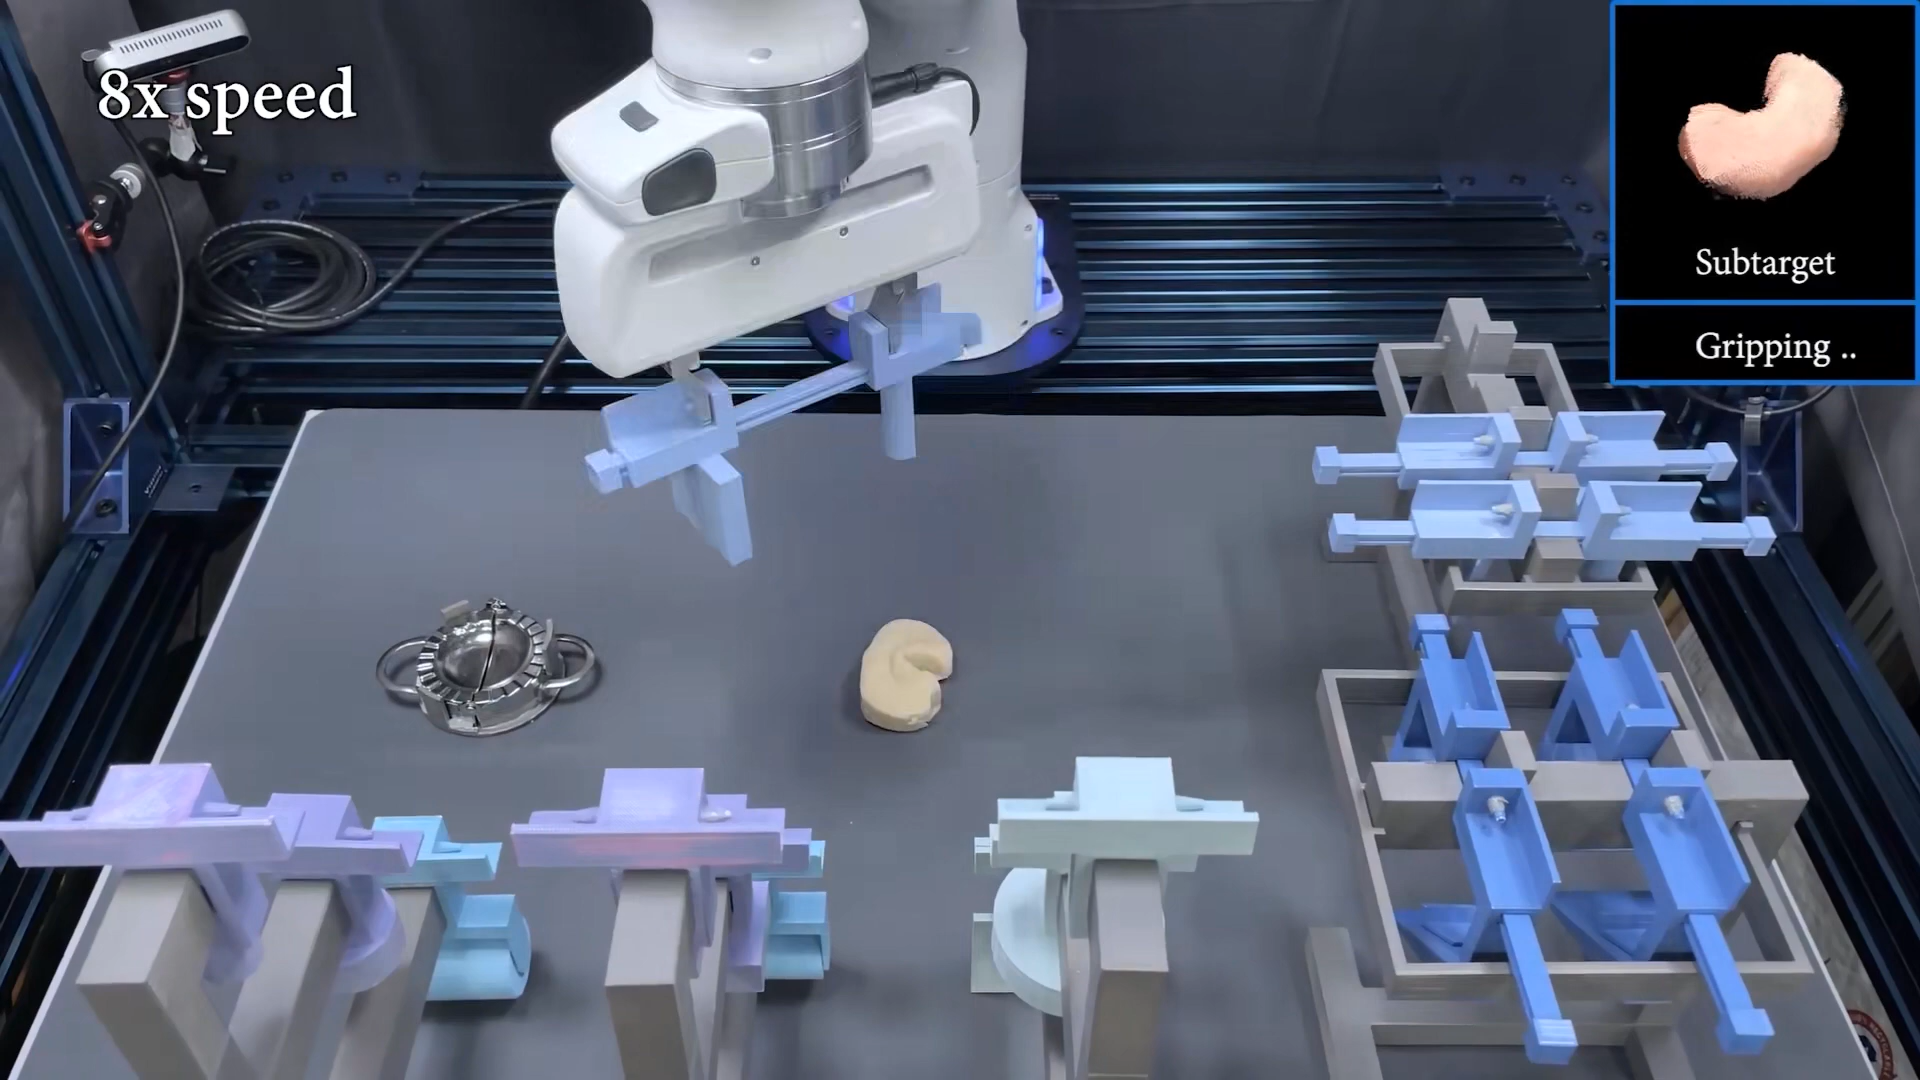 8x speed
Subtarget
Gripping ..